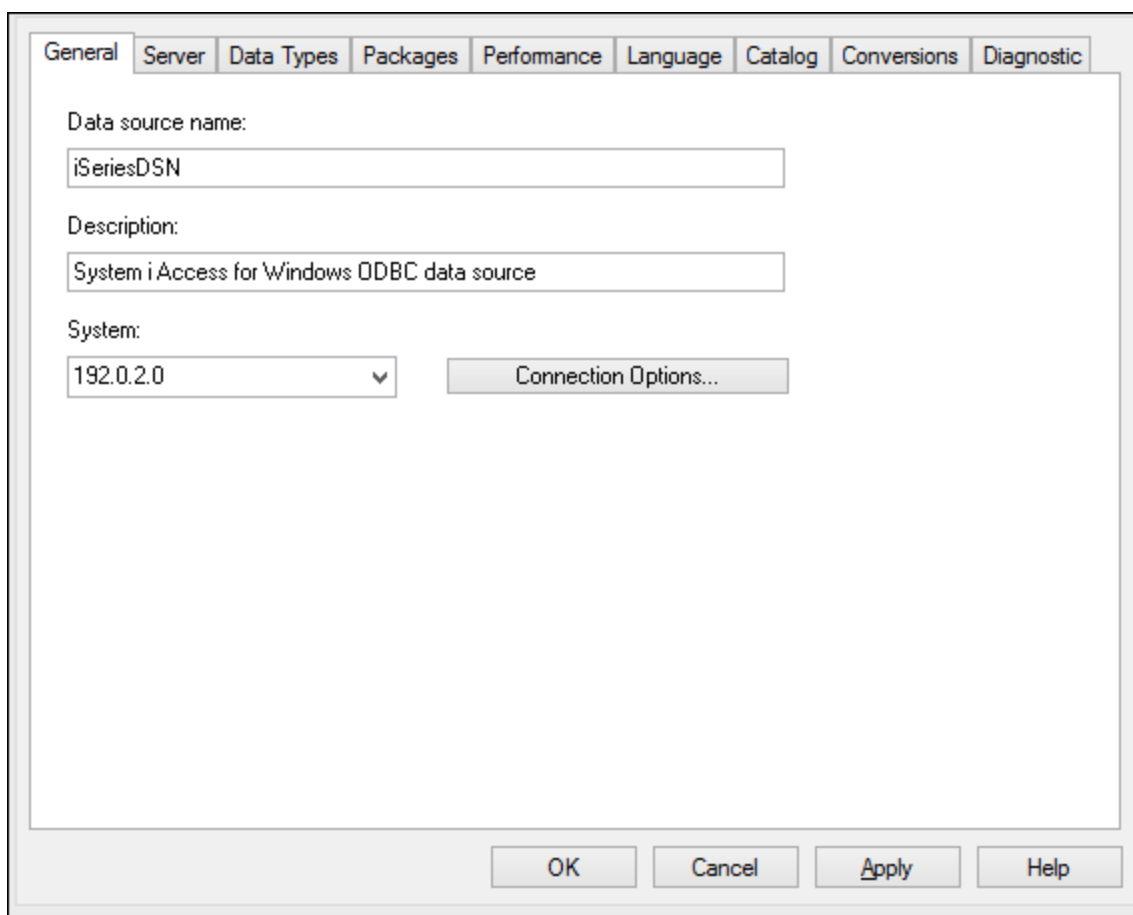 General Server Data Types Packages Performance Language Catalog Conversions Diagnostic
Data source name:
iSeriesDSN
Description:
System i Access for Windows ODBC data source
System:
192.0.2.0 Connection Options...
OK Cancel Apply Help